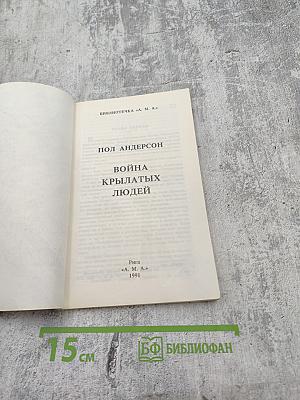 БИБЛИОТЕЧКА «А. М. А.»
ПОЛ АНДЕРСОН
ВОЙНА
КРЫЛАТЫХ
ЛЮДЕЙ
Рига
«А. М. А.»
1991
15 см.
БФ БИБЛИОФАН